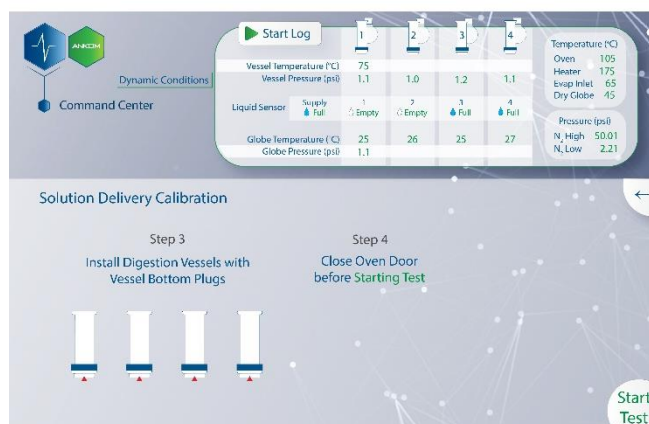 ANKOM
Start Log
1 2 3 4
Temperature (°C)
Oven 105
Heater 175
Evap Inlet 65
Dry Globe 45
Vessel Temperature (°C) 75
Dynamic Conditions
Vessel Pressure (psi) 1.1 1.0 1.2 1.1
Command Center
Liquid Sensor
Supply 1 2 3 4
Full Empty Empty Full Full
Pressure (psi)
N2 High 50.01
N2 Low 2.21
Globe Temperature (°C) 25 26 25 27
Globe Pressure (psi) 1.1
Solution Delivery Calibration
←
Step 3
Install Digestion Vessels with
Vessel Bottom Plugs
Step 4
Close Oven Door
before Starting Test
Start
Test